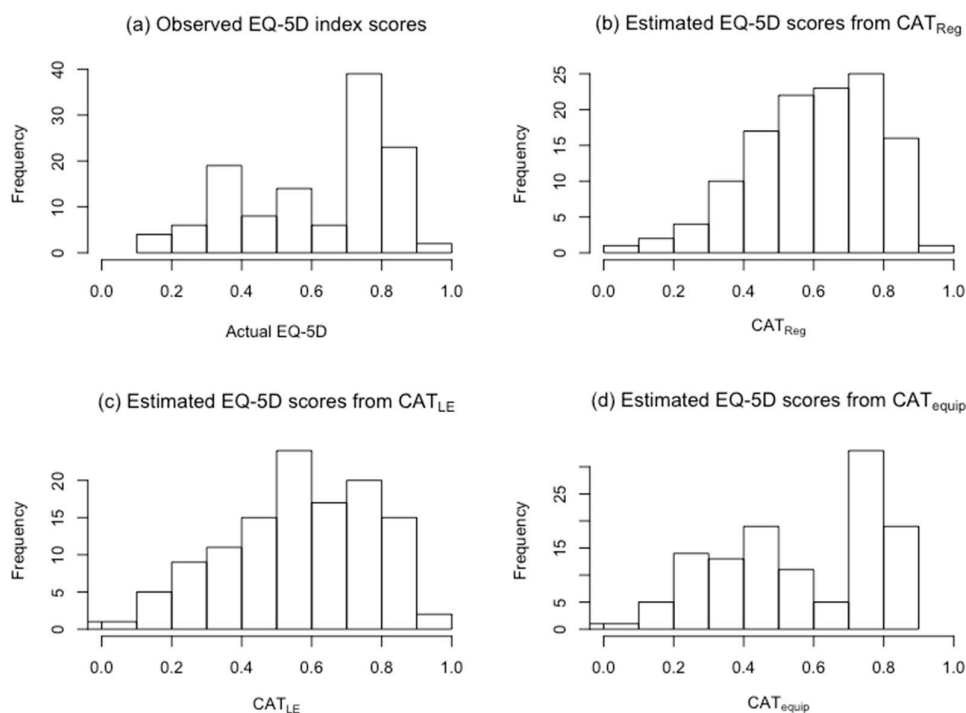 (a) Observed EQ-5D index scores
Frequency
0 10 20 30 40
0.0 0.2 0.4 0.6 0.8 1.0
Actual EQ-5D
(b) Estimated EQ-5D scores from CATReg
Frequency
0 5 10 15 20 25
0.0 0.2 0.4 0.6 0.8 1.0
CATReg
(c) Estimated EQ-5D scores from CATLE
Frequency
0 5 10 15 20
0.0 0.2 0.4 0.6 0.8 1.0
CATLE
(d) Estimated EQ-5D scores from CATequip
Frequency
0 5 15 25
0.0 0.2 0.4 0.6 0.8 1.0
CATequip